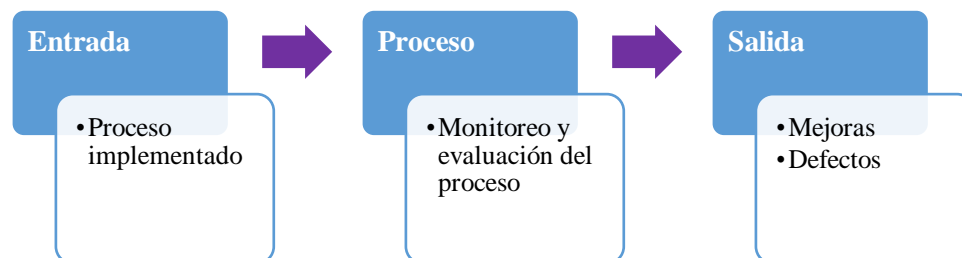 Entrada
•Proceso
implementado
Proceso
•Monitoreo y
evaluación del
proceso
Salida
•Mejoras
•Defectos